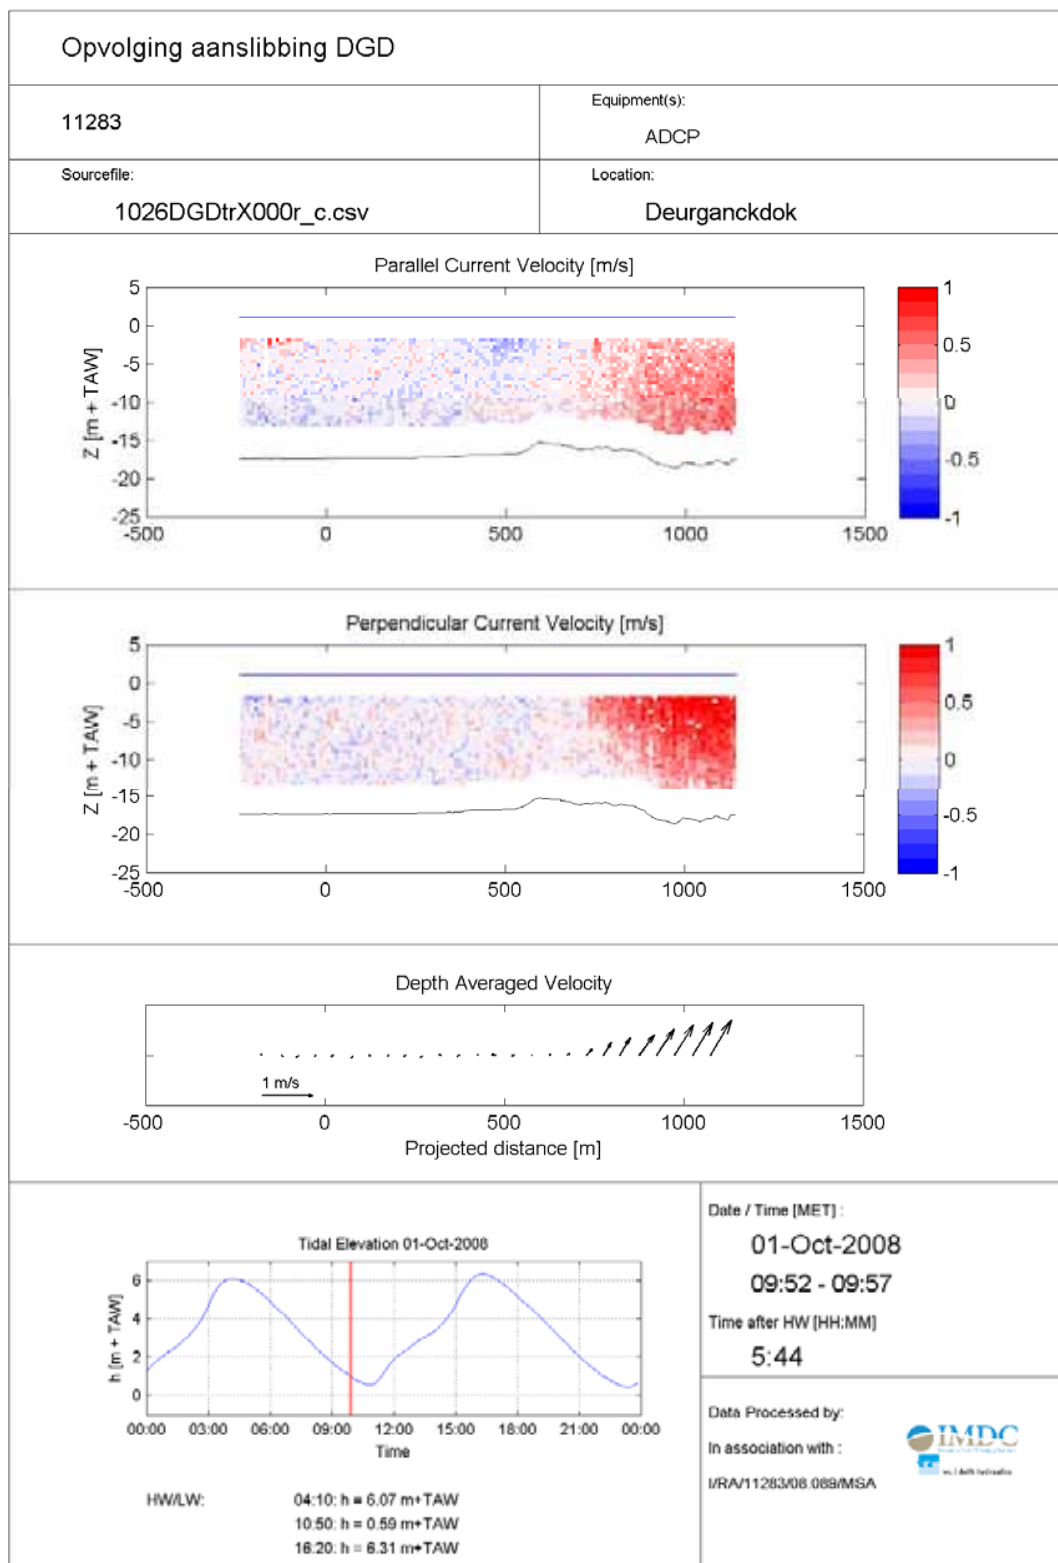 Opvolging aanslibbing DGD
11283
Equipment(s):
ADCP
Sourcefile:
1026DGDtrX000r_c.csv
Location:
Deurganckdok
Parallel Current Velocity [m/s]
5
0
-5
-10
-15
-20
-25
Z [m + TAW]
-500
0
500
1000
1500
1
0.5
0
-0.5
-1
Perpendicular Current Velocity [m/s]
5
0
-5
-10
-15
-20
-25
Z [m + TAW]
-500
0
500
1000
1500
1
0.5
0
-0.5
-1
Depth Averaged Velocity
1 m/s
-500
0
500
1000
1500
Projected distance [m]
Tidal Elevation 01-Oct-2008
6
4
2
0
h [m + TAW]
00:00
03:00
06:00
09:00
12:00
15:00
18:00
21:00
00:00
Time
HW/LW:
04:10: h = 6.07 m+TAW
10:50: h = 0.59 m+TAW
16:20: h = 6.31 m+TAW
Date / Time [MET] :
01-Oct-2008
09:52 - 09:57
Time after HW [HH:MM]
5:44
Data Processed by:
IMDC
In association with :
wl | delft hydraulics
I/RA/11283/08.089/MSA